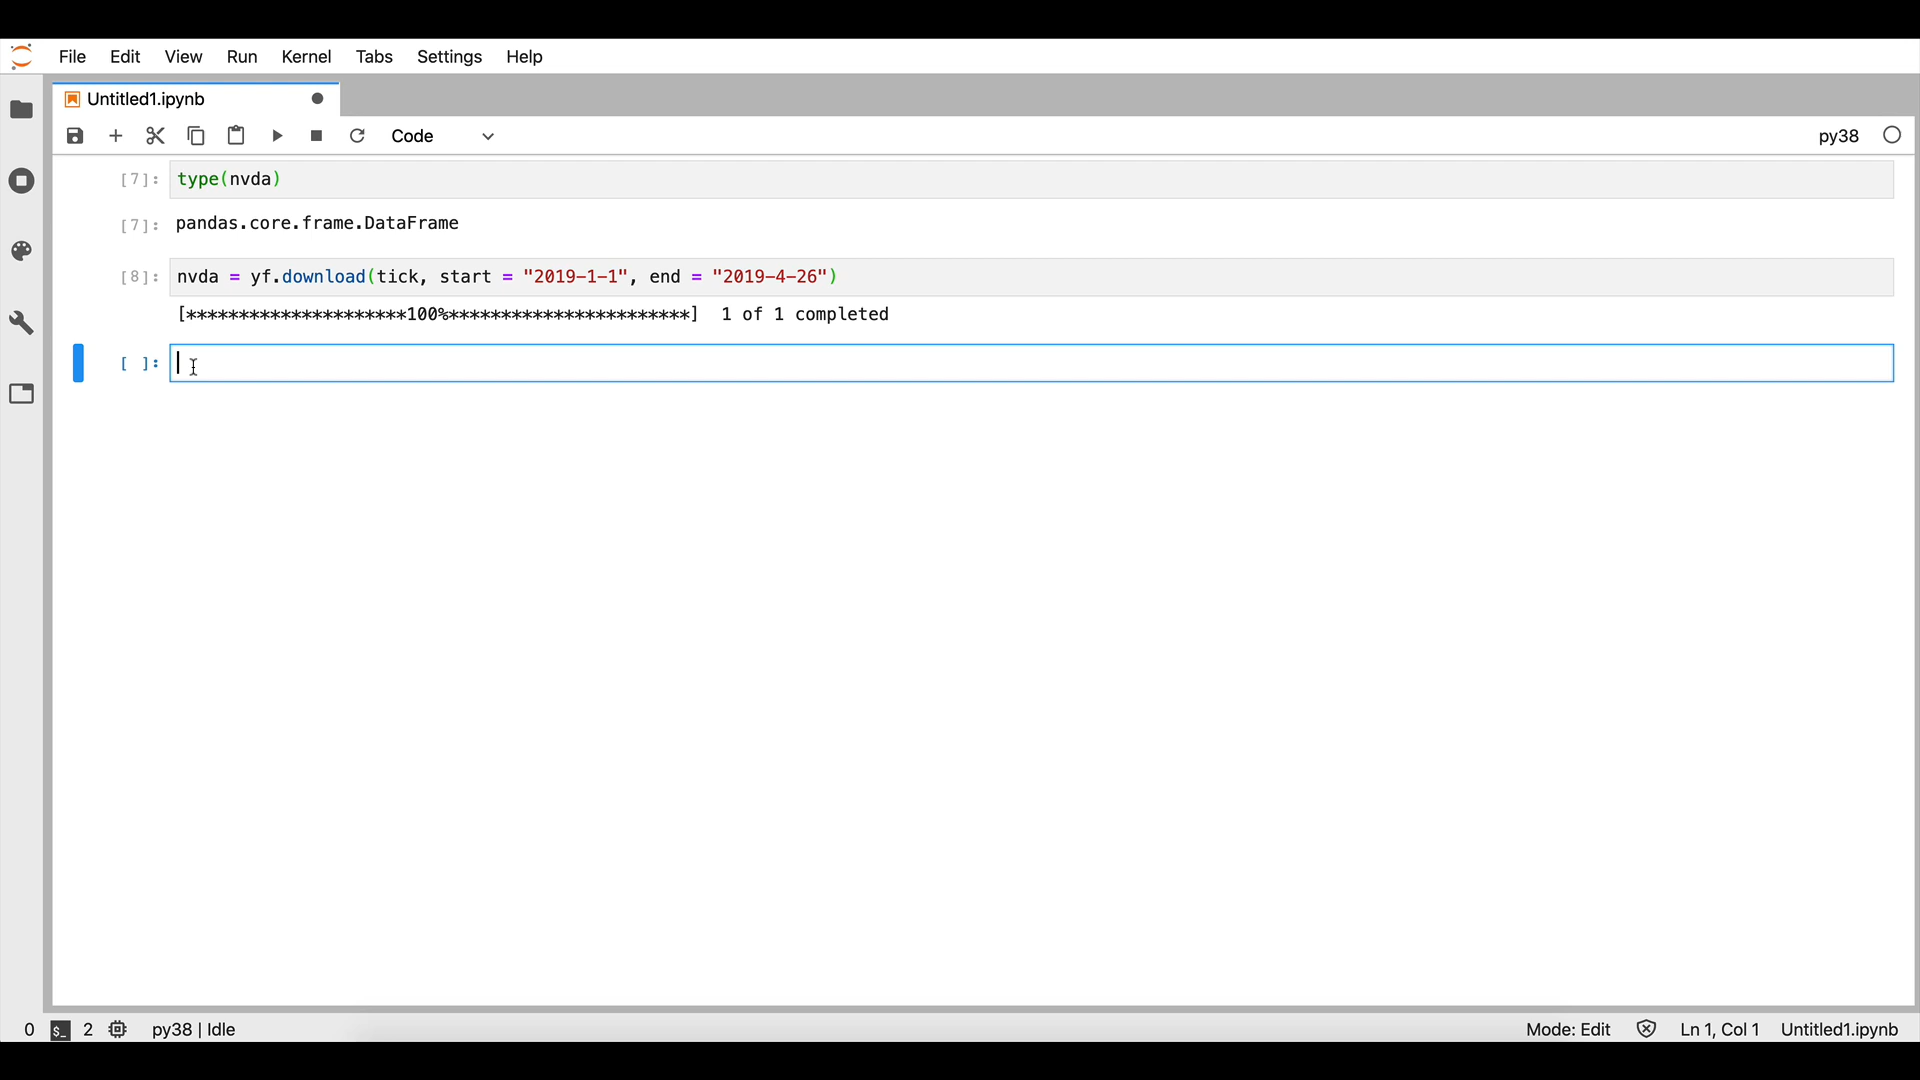 File Edit View Run Kernel Tabs Settings Help
Untitled1.ipynb
Code py38
[7]: type(nvda)
[7]: pandas.core.frame.DataFrame
[8]: nvda = yf.download(tick, start = "2019-1-1", end = "2019-4-26")
[*********************100%***********************] 1 of 1 completed
[ ]:
0 $_ 2 py38 | Idle Mode: Edit Ln 1, Col 1 Untitled1.ipynb